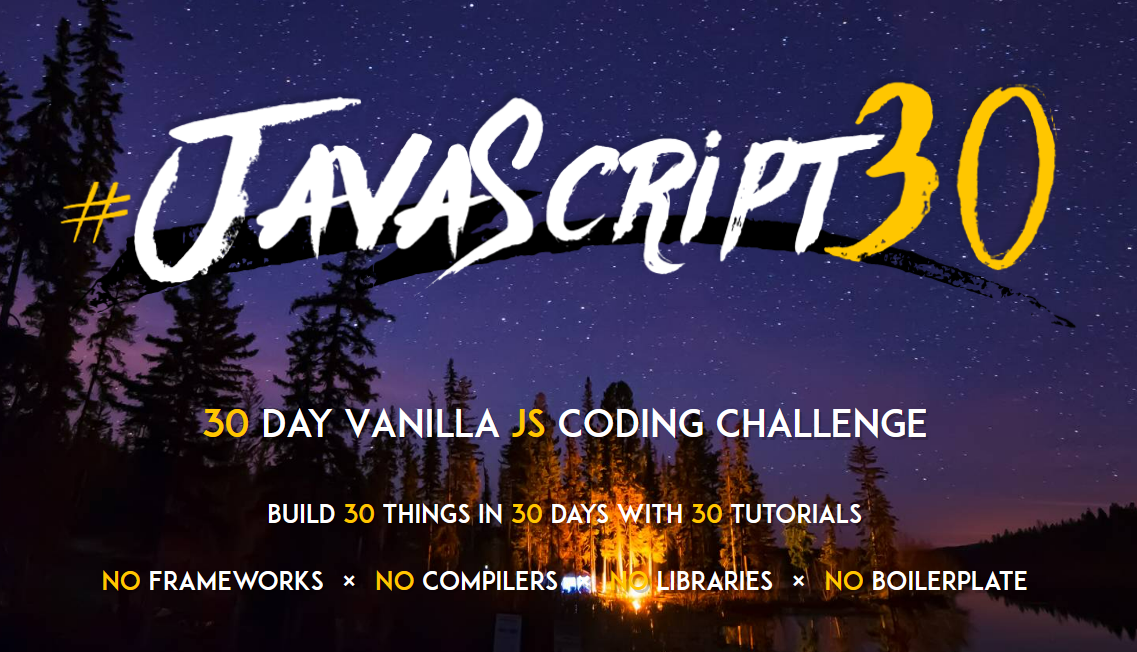 #JavaScript30
30 DAY VANILLA JS CODING CHALLENGE
BUILD 30 THINGS IN 30 DAYS WITH 30 TUTORIALS
NO FRAMEWORKS × NO COMPILERS × NO LIBRARIES × NO BOILERPLATE